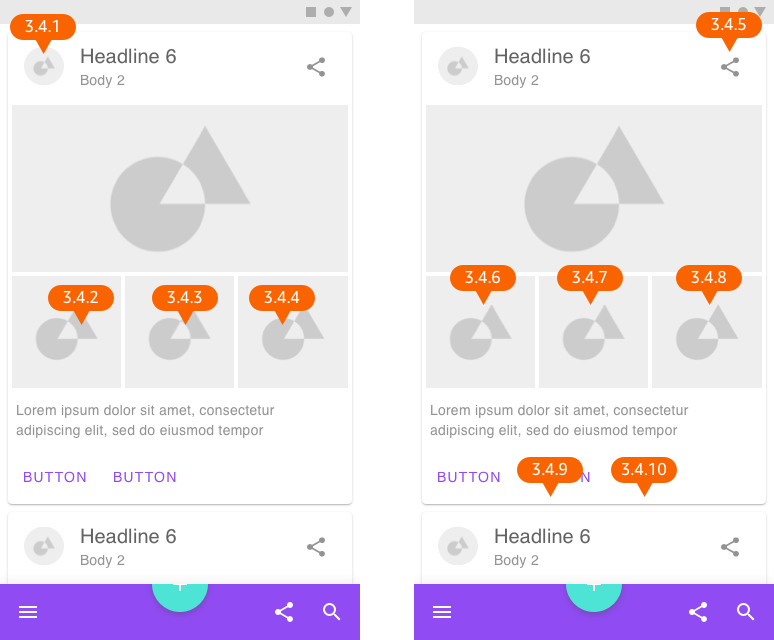 3.4.1
Headline 6
Body 2
3.4.2
3.4.3
3.4.4
Lorem ipsum dolor sit amet, consectetur
adipiscing elit, sed do eiusmod tempor
BUTTON
BUTTON
Headline 6
Body 2
3.4.5
Headline 6
Body 2
3.4.6
3.4.7
3.4.8
Lorem ipsum dolor sit amet, consectetur
adipiscing elit, sed do eiusmod tempor
BUTTON
3.4.9
3.4.10
Headline 6
Body 2